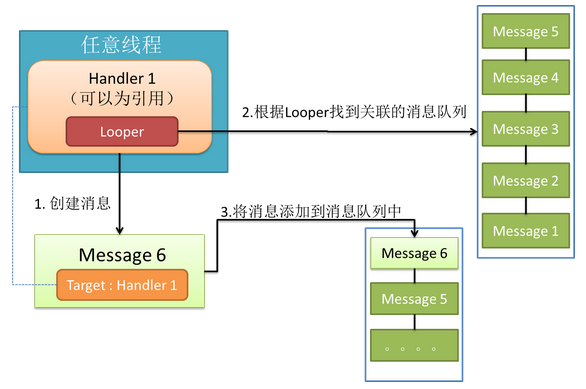 任意线程
Handler 1
（可以为引用）
Looper
2.根据Looper找到关联的消息队列
Message 5
Message 4
Message 3
Message 2
Message 1
1. 创建消息
3.将消息添加到消息队列中
Message 6
Target : Handler 1
Message 6
Message 5
。。。。